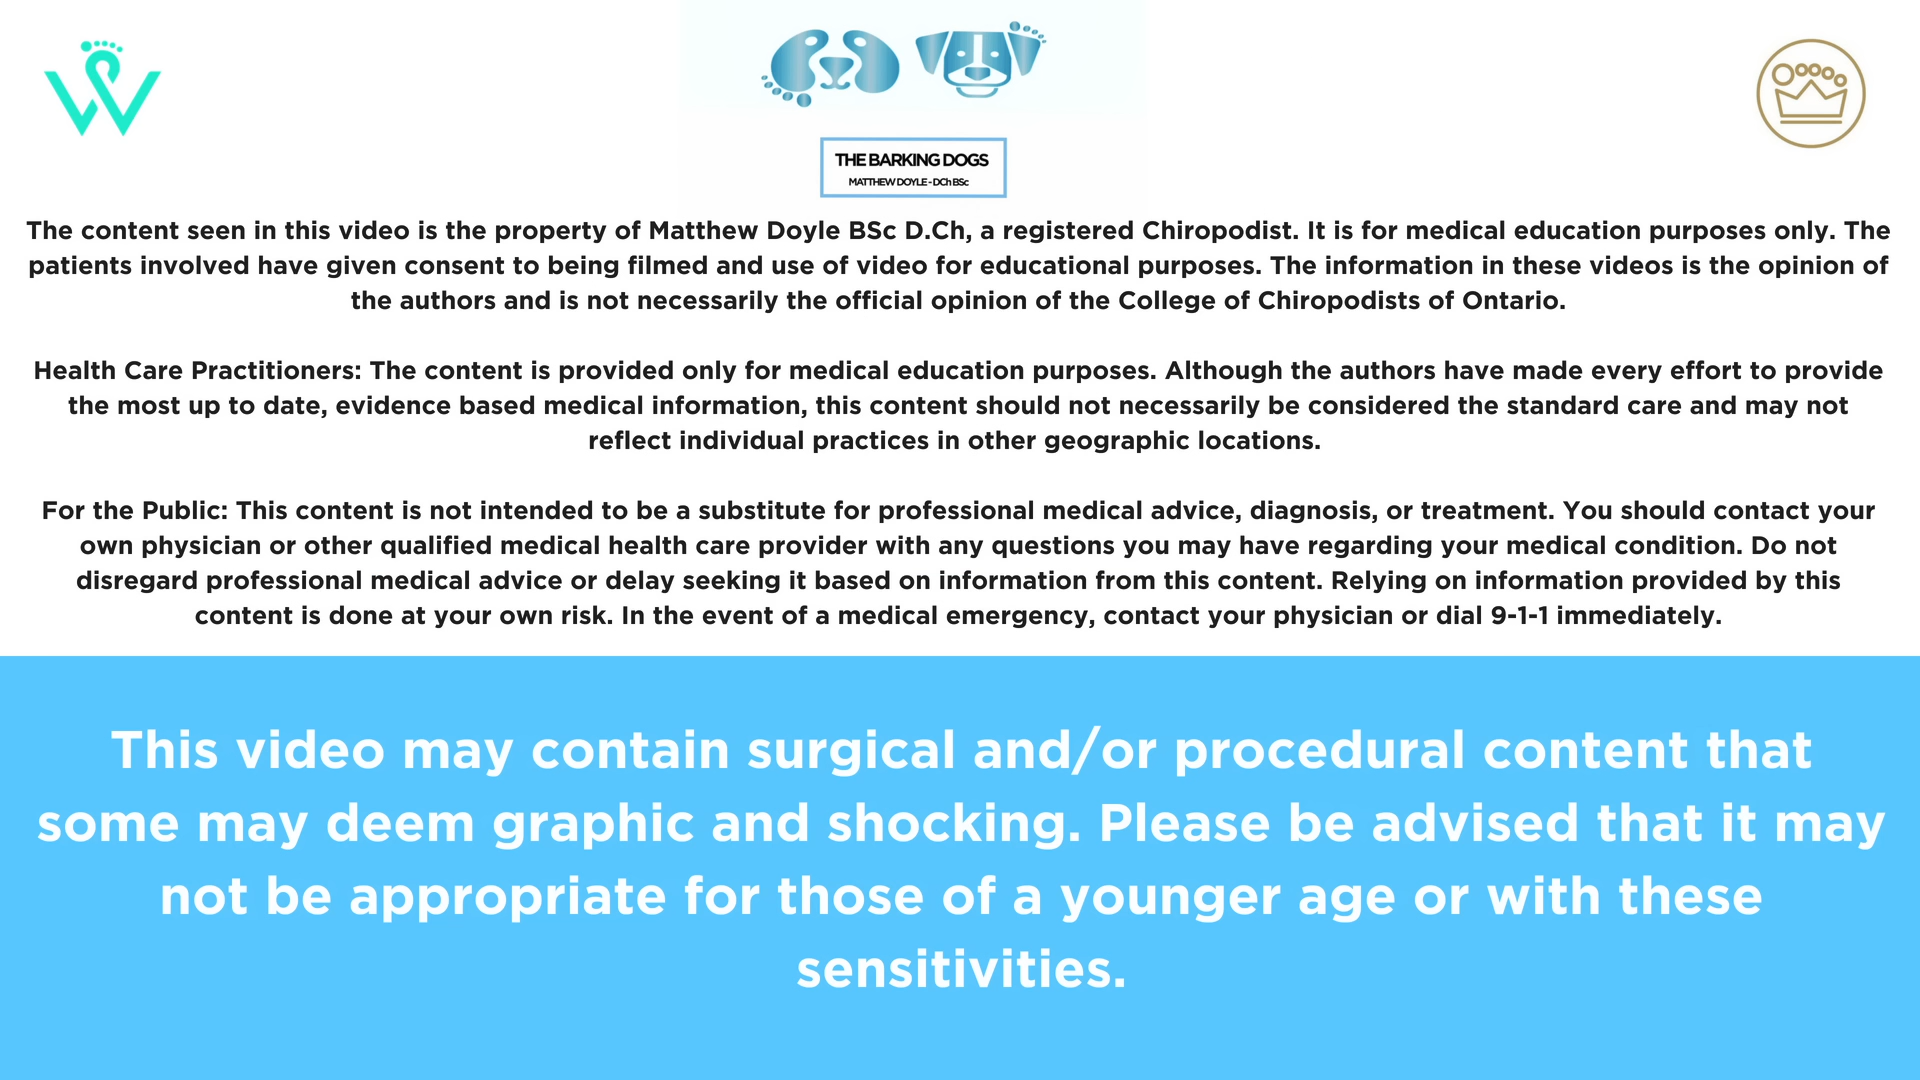 THE BARKING DOGS
MATTHEW DOYLE - DCh BSc
The content seen in this video is the property of Matthew Doyle BSc D.Ch, a registered Chiropodist. It is for medical education purposes only. The
patients involved have given consent to being filmed and use of video for educational purposes. The information in these videos is the opinion of
the authors and is not necessarily the official opinion of the College of Chiropodists of Ontario.
Health Care Practitioners: The content is provided only for medical education purposes. Although the authors have made every effort to provide
the most up to date, evidence based medical information, this content should not necessarily be considered the standard care and may not
reflect individual practices in other geographic locations.
For the Public: This content is not intended to be a substitute for professional medical advice, diagnosis, or treatment. You should contact your
own physician or other qualified medical health care provider with any questions you may have regarding your medical condition. Do not
disregard professional medical advice or delay seeking it based on information from this content. Relying on information provided by this
content is done at your own risk. In the event of a medical emergency, contact your physician or dial 9-1-1 immediately.
This video may contain surgical and/or procedural content that
some may deem graphic and shocking. Please be advised that it may
not be appropriate for those of a younger age or with these
sensitivities.